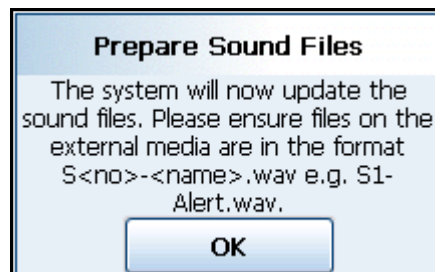 Prepare Sound Files
The system will now update the
sound files. Please ensure files on the
external media are in the format
S<no>-<name>.wav e.g. S1-
Alert.wav.
OK